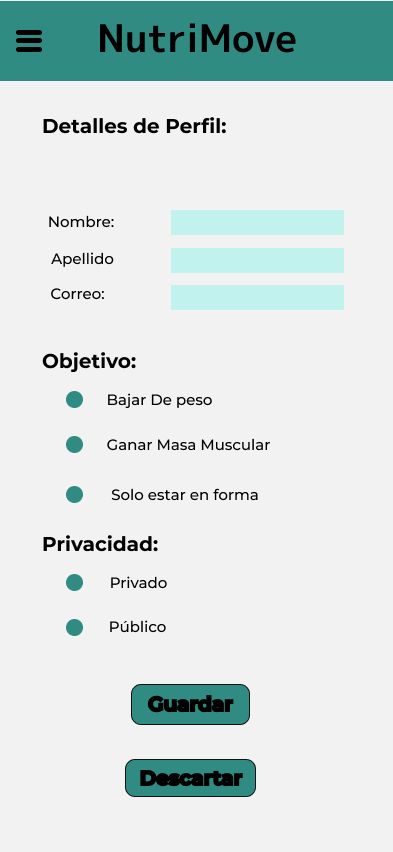 NutriMove
Detalles de Perfil:
Nombre:
Apellido
Correo:
Objetivo:
Bajar De peso
Ganar Masa Muscular
Solo estar en forma
Privacidad:
Privado
Público
Guardar
Descartar